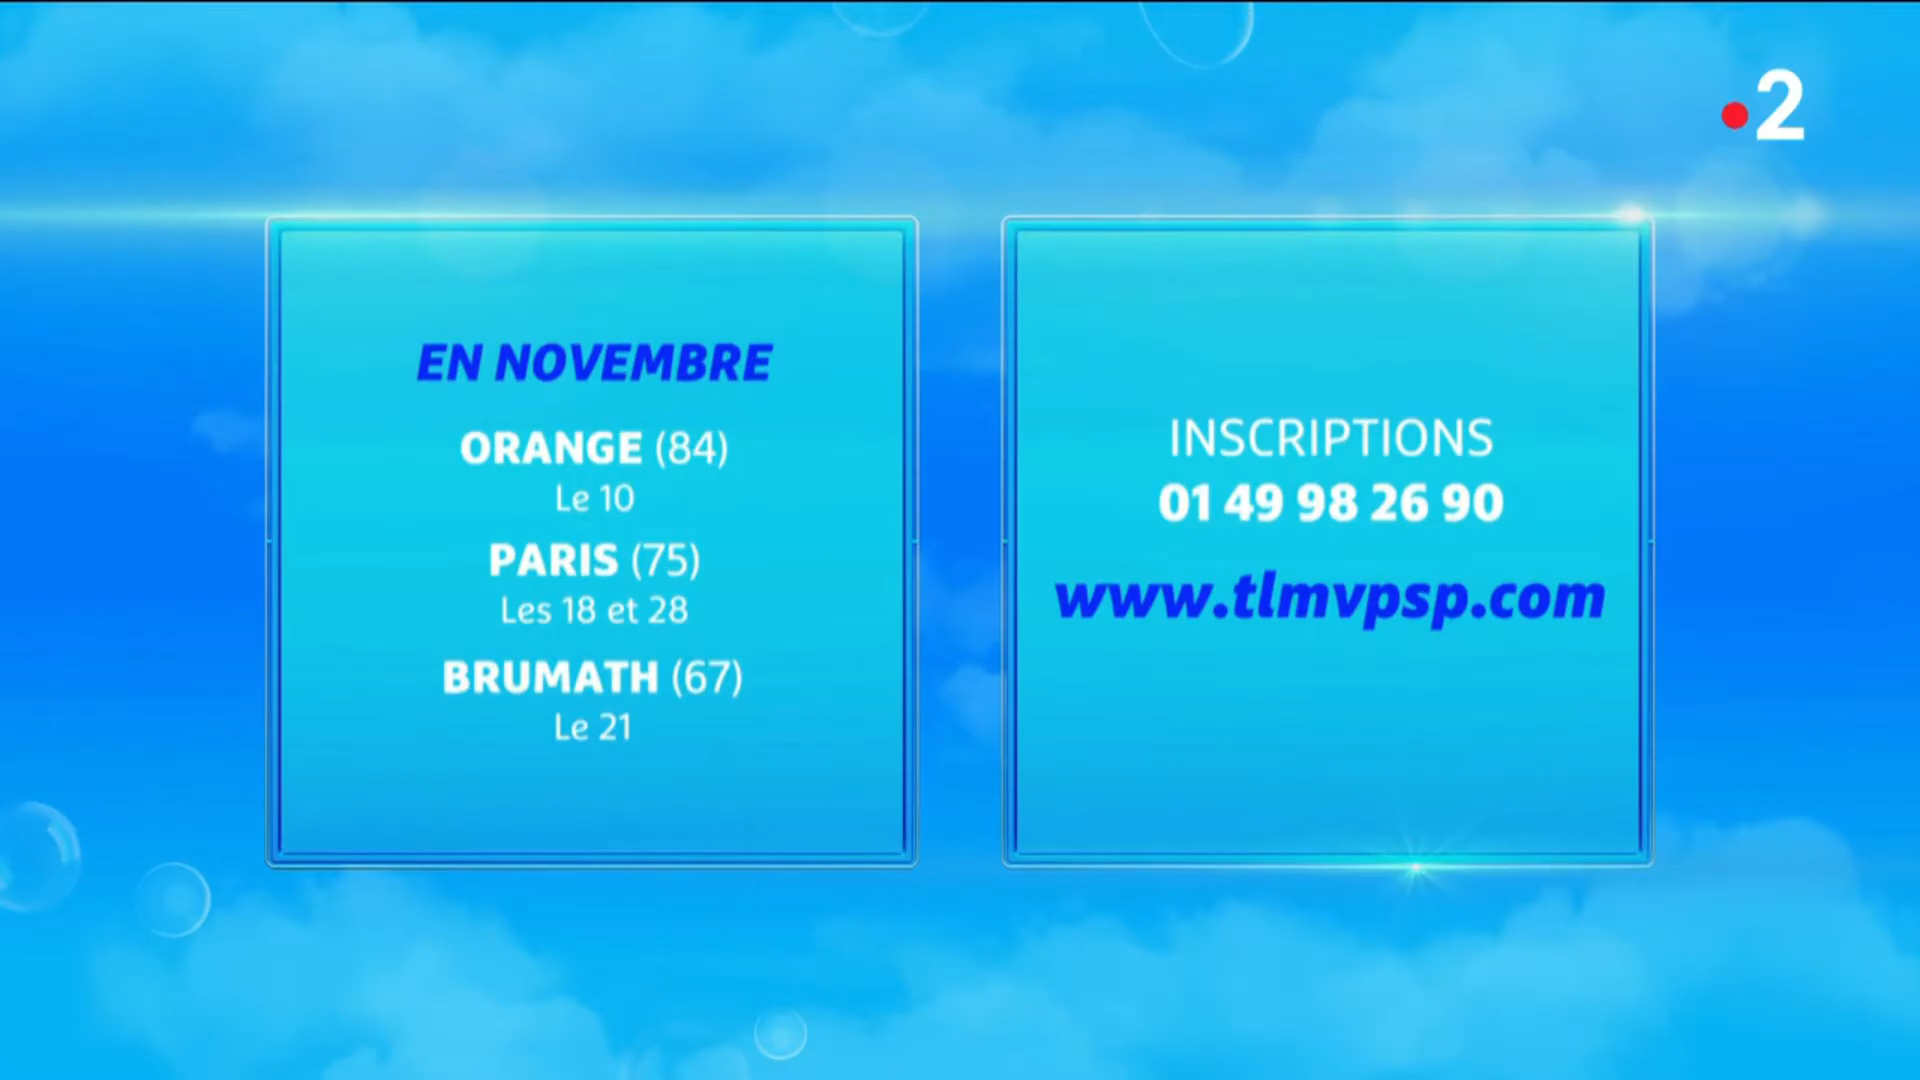 2
EN NOVEMBRE
ORANGE (84)
Le 10
PARIS (75)
Les 18 et 28
BRUMATH (67)
Le 21
INSCRIPTIONS
01 49 98 26 90
www.tlmvpsp.com